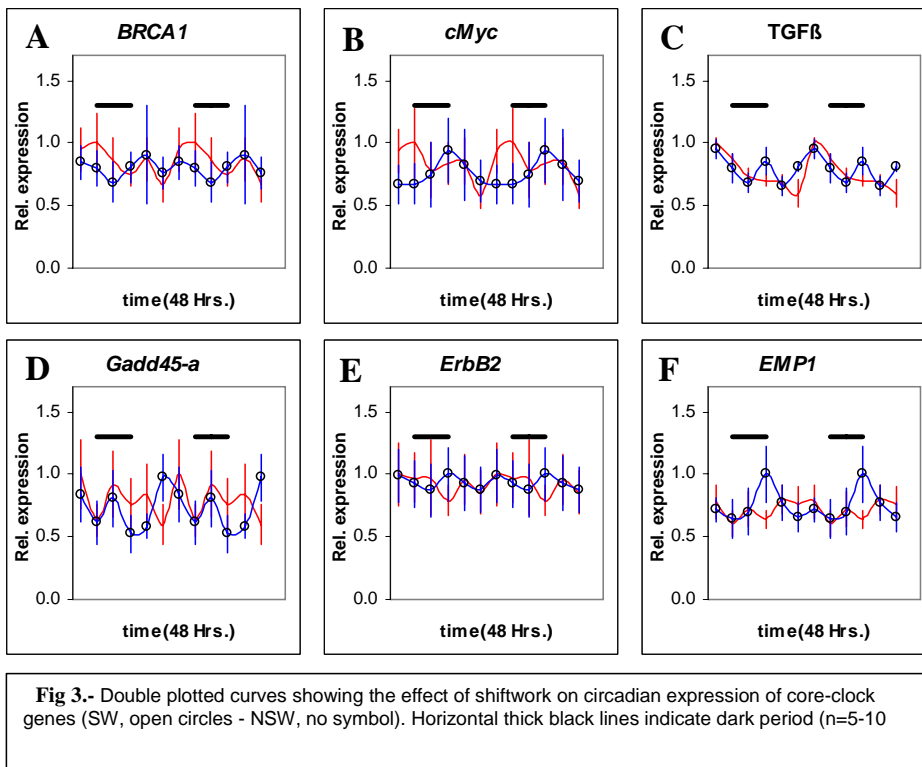 A BRCA1
1.5
1.0
0.5
0.0
Rel. expression
time(48 Hrs.)
B cMyc
1.5
1.0
0.5
0.0
Rel. expression
time(48 Hrs.)
C TGFß
1.5
1.0
0.5
0.0
Rel. expression
time(48 Hrs.)
D Gadd45-a
1.5
1.0
0.5
0.0
Rel. expression
time(48 Hrs.)
E ErbB2
1.5
1.0
0.5
0.0
Rel. expression
time(48 Hrs.)
F EMP1
1.5
1.0
0.5
0.0
Rel. expression
time(48 Hrs.)
Fig 3.- Double plotted curves showing the effect of shiftwork on circadian expression of core-clock
genes (SW, open circles - NSW, no symbol). Horizontal thick black lines indicate dark period (n=5-10